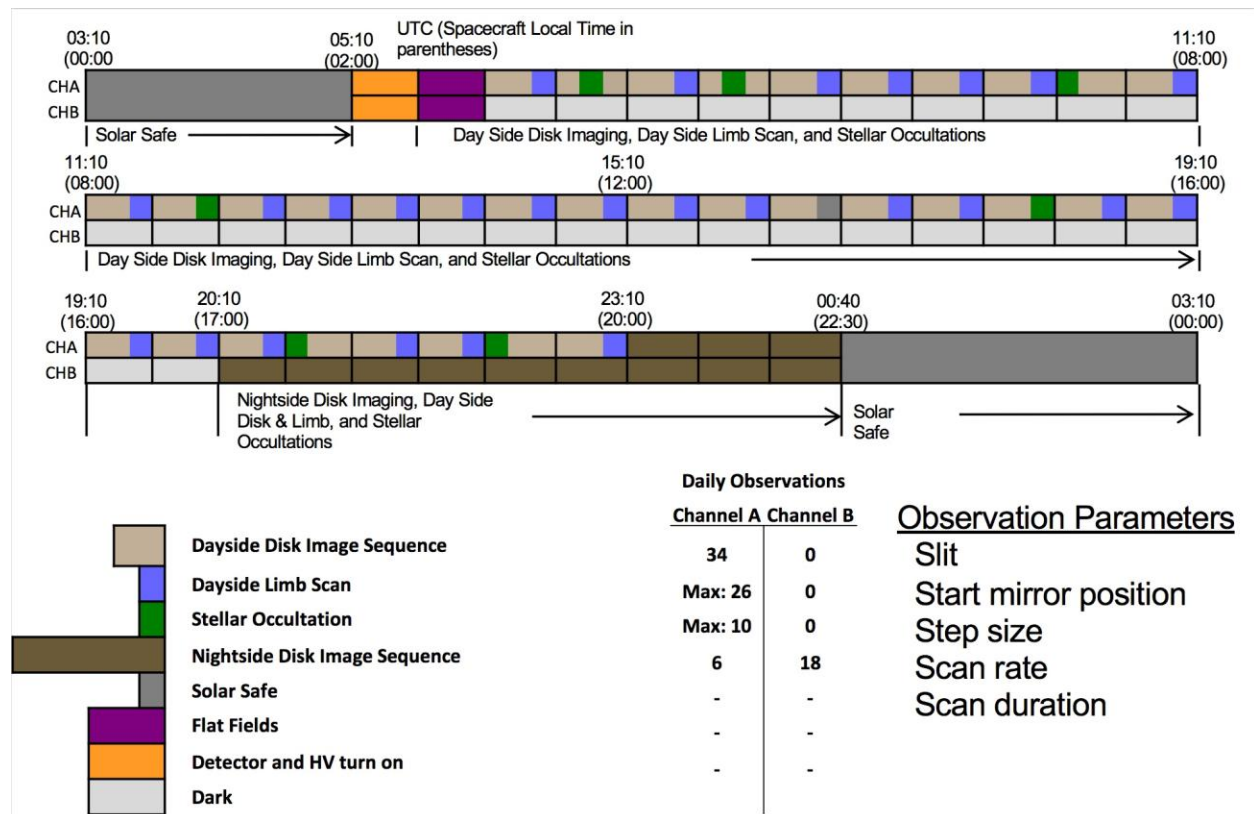 UTC (Spacecraft Local Time in
parentheses)
03:10
(00:00
05:10
(02:00)
11:10
(08:00)
CHA
CHB
Solar Safe
Day Side Disk Imaging, Day Side Limb Scan, and Stellar Occultations
11:10
(08:00)
15:10
(12:00)
19:10
(16:00)
CHA
CHB
Day Side Disk Imaging, Day Side Limb Scan, and Stellar Occultations
19:10
(16:00)
20:10
(17:00)
23:10
(20:00)
00:40
(22:30)
03:10
(00:00)
CHA
CHB
Nightside Disk Imaging, Day Side
Disk & Limb, and Stellar
Occultations
Solar
Safe
Daily Observations
Channel A Channel B
Dayside Disk Image Sequence 34 0
Dayside Limb Scan Max: 26 0
Stellar Occultation Max: 10 0
Nightside Disk Image Sequence 6 18
Solar Safe - -
Flat Fields - -
Detector and HV turn on - -
Dark
Observation Parameters
Slit
Start mirror position
Step size
Scan rate
Scan duration